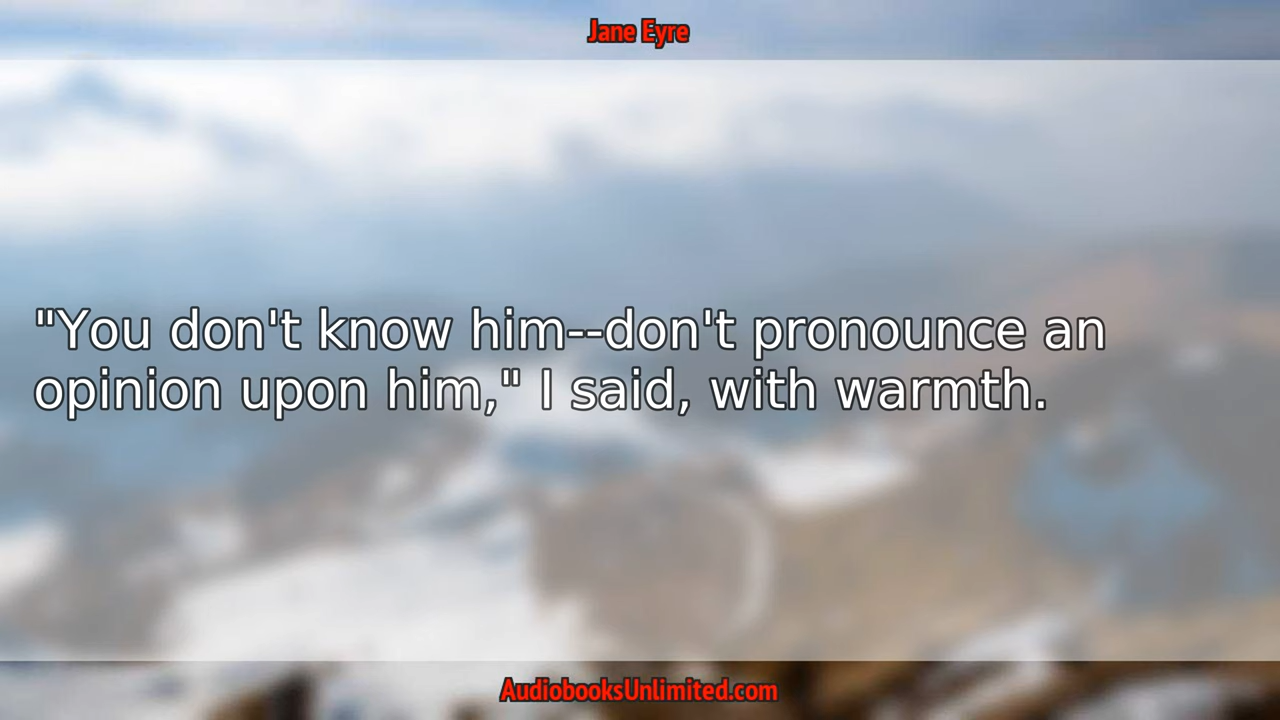 Jane Eyre
"You don't know him--don't pronounce an
opinion upon him," I said, with warmth.
AudiobooksUnlimited.com